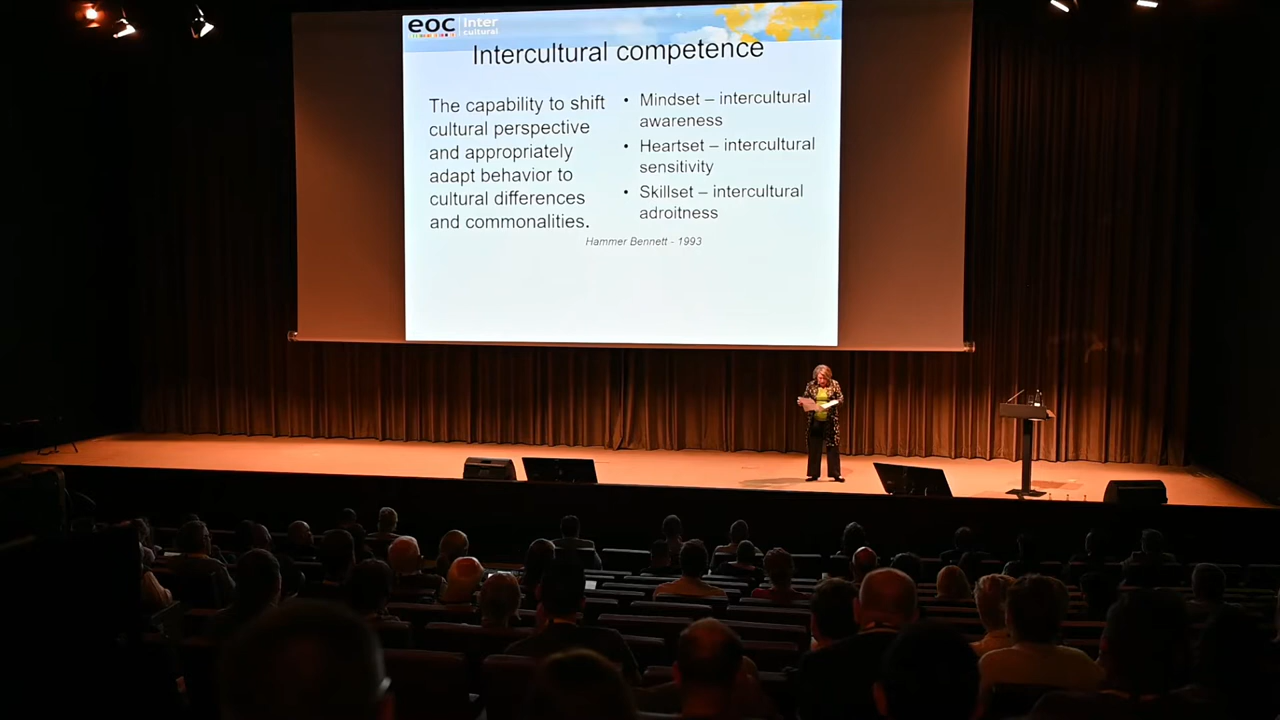 eoc
Inter
cultural
Intercultural competence
The capability to shift
cultural perspective
and appropriately
adapt behavior to
cultural differences
and commonalities.
• Mindset – intercultural
awareness
• Heartset – intercultural
sensitivity
• Skillset – intercultural
adroitness
Hammer Bennett - 1993